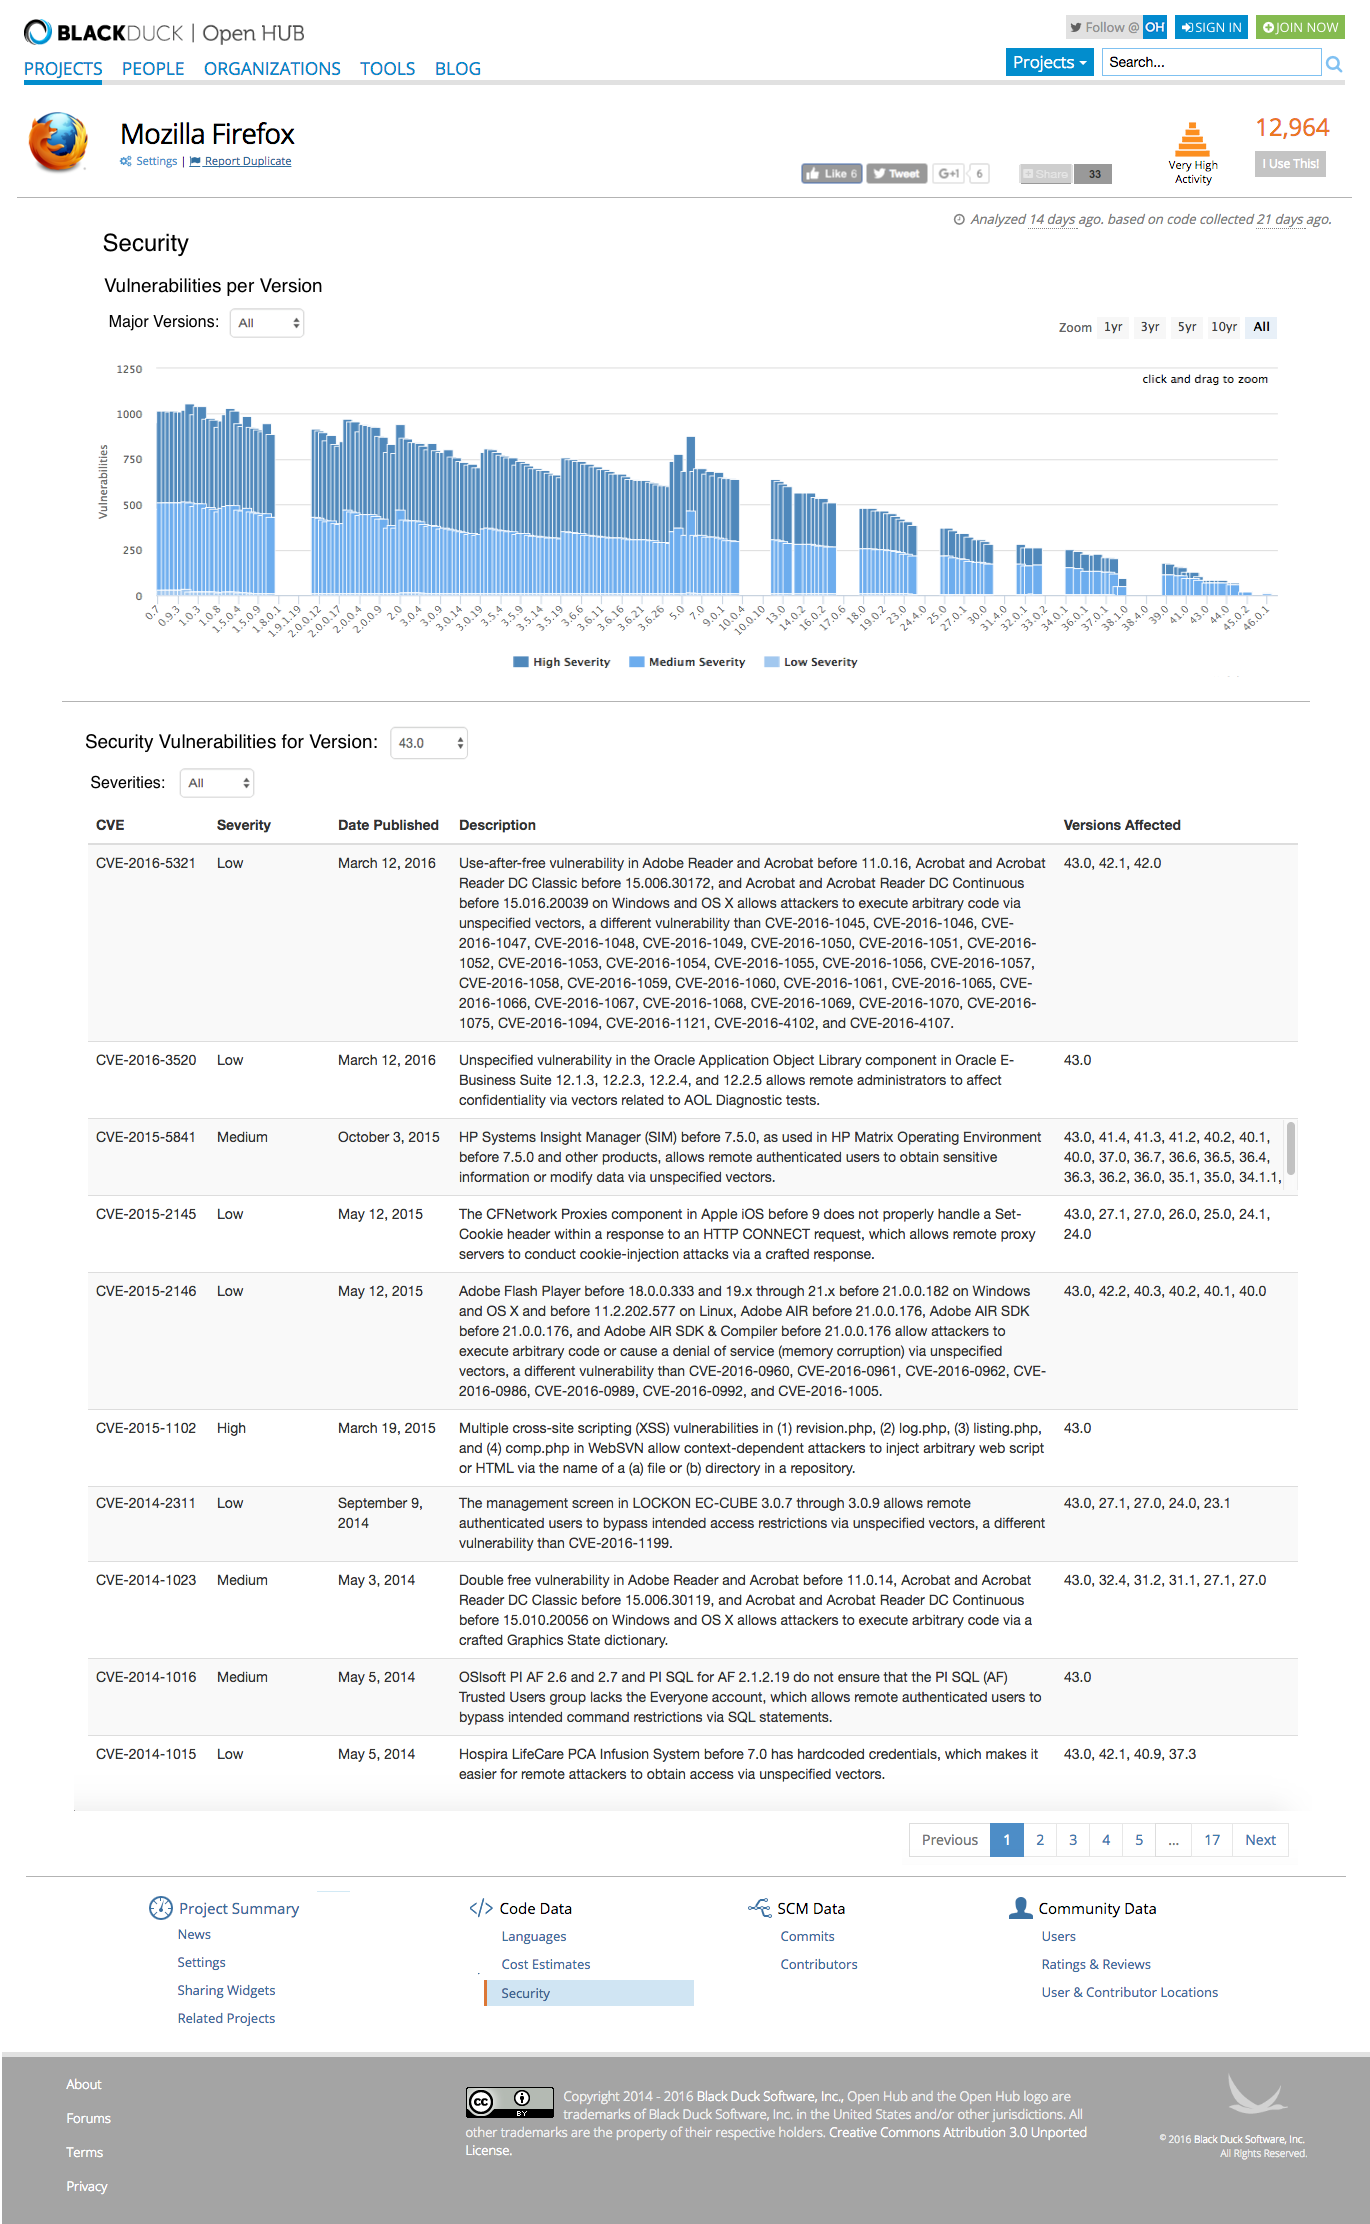 BLACKDUCK | Open HUB
Follow @ OH
SIGN IN
JOIN NOW
PROJECTS PEOPLE ORGANIZATIONS TOOLS BLOG
Projects
Search...
Mozilla Firefox
Settings | Report Duplicate
Like 6
Tweet
G+1 6
Share 33
Very High
Activity
12,964
I Use This!
Analyzed 14 days ago. based on code collected 21 days ago.
Security
Vulnerabilities per Version
Major Versions: All
Zoom 1yr 3yr 5yr 10yr All
click and drag to zoom
Vulnerabilities
1250
1000
750
500
250
0
0.7 0.9.3 1.0.3 1.0.8 1.5.0.4 1.5.0.9 1.8.0.1 1.9.1.19 2.0.0.12 2.0.0.17 2.0.0.4 2.0.0.9 2.0 3.0.4 3.0.9 3.0.14 3.0.19 3.5.4 3.5.9 3.5.14 3.5.19 3.6.6 3.6.11 3.6.16 3.6.21 3.6.26 5.0 7.0 9.0.1 10.0.4 10.0.10 13.0 14.0.2 16.0.2 17.0.6 18.0 19.0.2 23.0 24.4.0 25.0 27.0.1 30.0 31.4.0 32.0.1 33.0.2 34.0.1 36.0.1 37.0.1 38.1.0 38.4.0 39.0 41.0 43.0 44.0 45.0.2 46.0.1
High Severity Medium Severity Low Severity
Security Vulnerabilities for Version: 43.0
Severities: All
CVE Severity Date Published Description Versions Affected
CVE-2016-5321 Low March 12, 2016 Use-after-free vulnerability in Adobe Reader and Acrobat before 11.0.16, Acrobat and Acrobat 43.0, 42.1, 42.0
Reader DC Classic before 15.006.30172, and Acrobat and Acrobat Reader DC Continuous
before 15.016.20039 on Windows and OS X allows attackers to execute arbitrary code via
unspecified vectors, a different vulnerability than CVE-2016-1045, CVE-2016-1046, CVE-
2016-1047, CVE-2016-1048, CVE-2016-1049, CVE-2016-1050, CVE-2016-1051, CVE-2016-
1052, CVE-2016-1053, CVE-2016-1054, CVE-2016-1055, CVE-2016-1056, CVE-2016-1057,
CVE-2016-1058, CVE-2016-1059, CVE-2016-1060, CVE-2016-1061, CVE-2016-1065, CVE-
2016-1066, CVE-2016-1067, CVE-2016-1068, CVE-2016-1069, CVE-2016-1070, CVE-2016-
1075, CVE-2016-1094, CVE-2016-1121, CVE-2016-4102, and CVE-2016-4107.
CVE-2016-3520 Low March 12, 2016 Unspecified vulnerability in the Oracle Application Object Library component in Oracle E- 43.0
Business Suite 12.1.3, 12.2.3, 12.2.4, and 12.2.5 allows remote administrators to affect
confidentiality via vectors related to AOL Diagnostic tests.
CVE-2015-5841 Medium October 3, 2015 HP Systems Insight Manager (SIM) before 7.5.0, as used in HP Matrix Operating Environment 43.0, 41.4, 41.3, 41.2, 40.2, 40.1,
before 7.5.0 and other products, allows remote authenticated users to obtain sensitive 40.0, 37.0, 36.7, 36.6, 36.5, 36.4,
information or modify data via unspecified vectors. 36.3, 36.2, 36.0, 35.1, 35.0, 34.1.1,
CVE-2015-2145 Low May 12, 2015 The CFNetwork Proxies component in Apple iOS before 9 does not properly handle a Set- 43.0, 27.1, 27.0, 26.0, 25.0, 24.1,
Cookie header within a response to an HTTP CONNECT request, which allows remote proxy 24.0
servers to conduct cookie-injection attacks via a crafted response.
CVE-2015-2146 Low May 12, 2015 Adobe Flash Player before 18.0.0.333 and 19.x through 21.x before 21.0.0.182 on Windows 43.0, 42.2, 40.3, 40.2, 40.1, 40.0
and OS X and before 11.2.202.577 on Linux, Adobe AIR before 21.0.0.176, Adobe AIR SDK
before 21.0.0.176, and Adobe AIR SDK & Compiler before 21.0.0.176 allow attackers to
execute arbitrary code or cause a denial of service (memory corruption) via unspecified
vectors, a different vulnerability than CVE-2016-0960, CVE-2016-0961, CVE-2016-0962, CVE-
2016-0986, CVE-2016-0989, CVE-2016-0992, and CVE-2016-1005.
CVE-2015-1102 High March 19, 2015 Multiple cross-site scripting (XSS) vulnerabilities in (1) revision.php, (2) log.php, (3) listing.php, 43.0
and (4) comp.php in WebSVN allow context-dependent attackers to inject arbitrary web script
or HTML via the name of a (a) file or (b) directory in a repository.
CVE-2014-2311 Low September 9, The management screen in LOCKON EC-CUBE 3.0.7 through 3.0.9 allows remote 43.0, 27.1, 27.0, 24.0, 23.1
2014 authenticated users to bypass intended access restrictions via unspecified vectors, a different
vulnerability than CVE-2016-1199.
CVE-2014-1023 Medium May 3, 2014 Double free vulnerability in Adobe Reader and Acrobat before 11.0.14, Acrobat and Acrobat 43.0, 32.4, 31.2, 31.1, 27.1, 27.0
Reader DC Classic before 15.006.30119, and Acrobat and Acrobat Reader DC Continuous
before 15.010.20056 on Windows and OS X allows attackers to execute arbitrary code via a
crafted Graphics State dictionary.
CVE-2014-1016 Medium May 5, 2014 OSIsoft PI AF 2.6 and 2.7 and PI SQL for AF 2.1.2.19 do not ensure that the PI SQL (AF) 43.0
Trusted Users group lacks the Everyone account, which allows remote authenticated users to
bypass intended command restrictions via SQL statements.
CVE-2014-1015 Low May 5, 2014 Hospira LifeCare PCA Infusion System before 7.0 has hardcoded credentials, which makes it 43.0, 42.1, 40.9, 37.3
easier for remote attackers to obtain access via unspecified vectors.
Previous 1 2 3 4 5 ... 17 Next
Project Summary
News
Settings
Sharing Widgets
Related Projects
Code Data
Languages
Cost Estimates
Security
SCM Data
Commits
Contributors
Community Data
Users
Ratings & Reviews
User & Contributor Locations
About
Forums
Terms
Privacy
cc BY
Copyright 2014 - 2016 Black Duck Software, Inc., Open Hub and the Open Hub logo are
trademarks of Black Duck Software, Inc. in the United States and/or other jurisdictions. All
other trademarks are the property of their respective holders. Creative Commons Attribution 3.0 Unported
License.
© 2016 Black Duck Software, Inc.
All Rights Reserved.